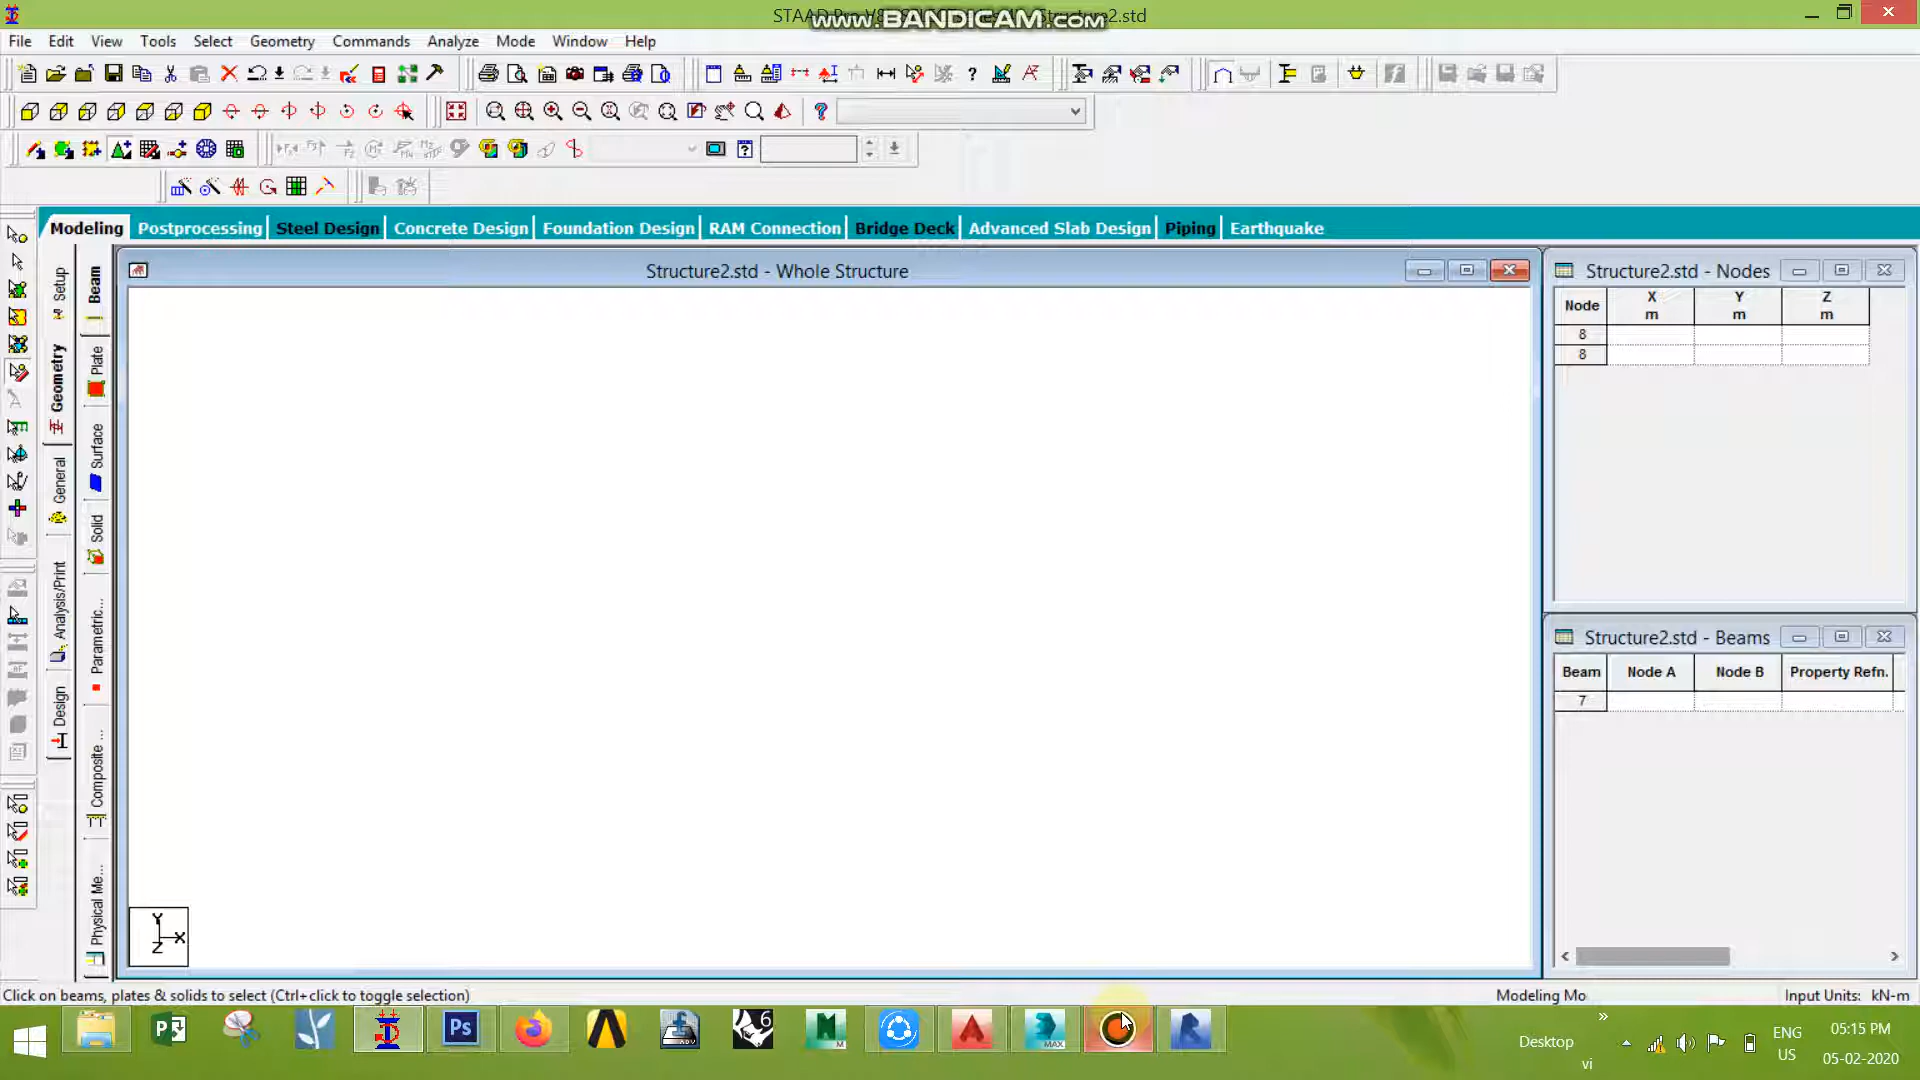 www.BANDICAM.com
File Edit View Tools Select Geometry Commands Analyze Mode Window Help
Modeling Postprocessing Steel Design Concrete Design Foundation Design RAM Connection Bridge Deck Advanced Slab Design Piping Earthquake
Setup
Geometry
General
Analysis/Print
Design
Beam
Plate
Surface
Solid
Parametric...
Composite ...
Physical Me...
Structure2.std - Whole Structure
Y
X
Z
Structure2.std - Nodes
Node X m Y m Z m
8
8
Structure2.std - Beams
Beam Node A Node B Property Refn.
7
Click on beams, plates & solids to select (Ctrl+click to toggle selection)
Modeling Mo
Input Units: kN-m
Ps
6
M
MAX
R
Desktop
vi
ENG
US
05:15 PM
05-02-2020